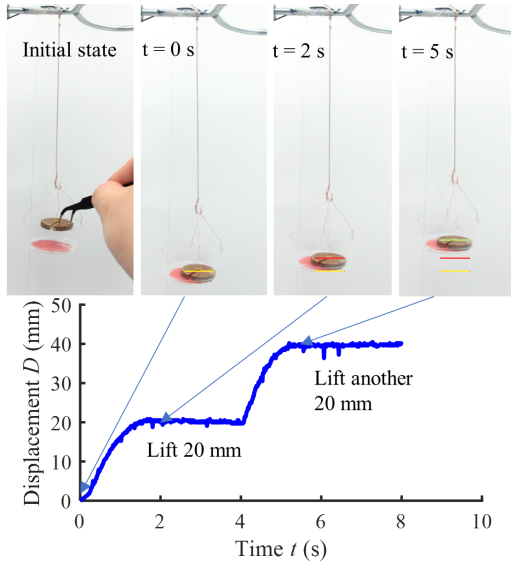 Initial state
t = 0 s
t = 2 s
t = 5 s
Displacement D (mm)
50
40
30
20
10
0
Lift 20 mm
Lift another
20 mm
0
2
4
6
8
10
Time t (s)